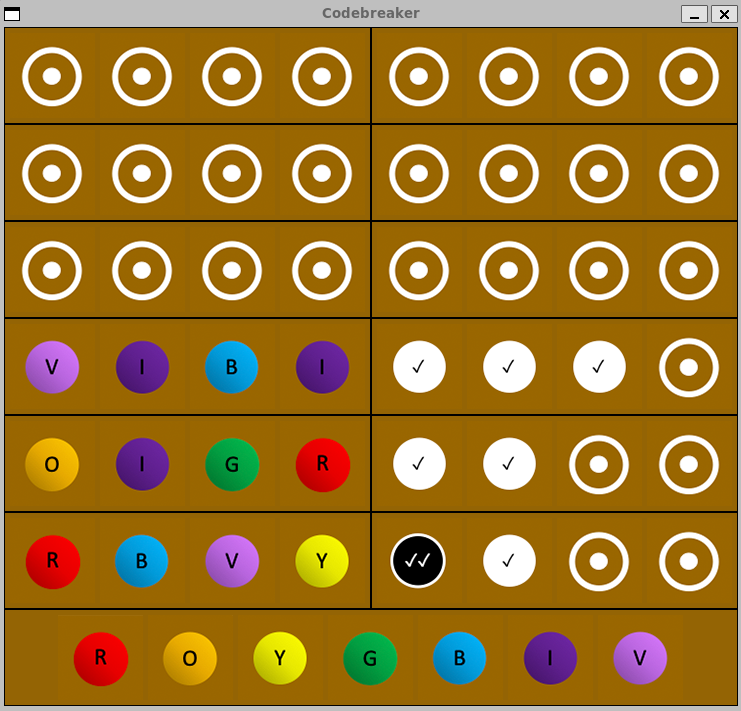 Codebreaker
V I B I ✓ ✓ ✓
O I G R ✓ ✓
R B V Y ✓✓ ✓
R O Y G B I V